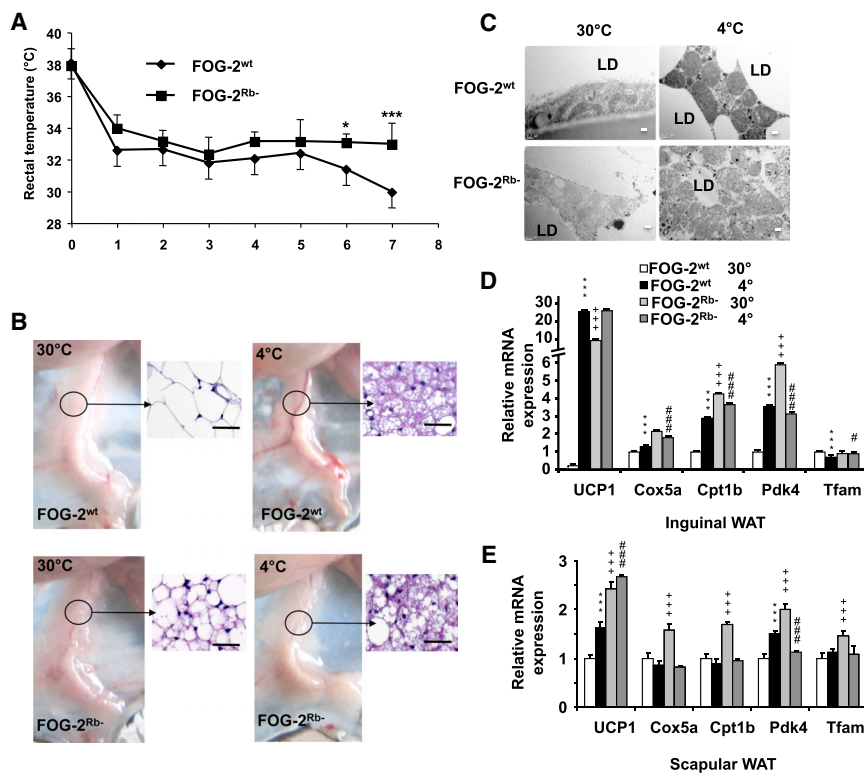 A
40
38
36
34
32
30
28
Rectal temperature (°C)
FOG-2wt
FOG-2Rb-
*
***
0 1 2 3 4 5 6 7 8
B
30°C
FOG-2wt
4°C
FOG-2wt
30°C
FOG-2Rb-
4°C
FOG-2Rb-
C
30°C 4°C
FOG-2wt
LD
LD
LD
FOG-2Rb-
LD
LD
D
FOG-2wt 30°
FOG-2wt 4°
FOG-2Rb- 30°
FOG-2Rb- 4°
Relative mRNA
expression
30
20
10
6
4
2
1
0
***
+++
***
###
***
+++
###
***
+++
###
***
#
UCP1 Cox5a Cpt1b Pdk4 Tfam
Inguinal WAT
E
Relative mRNA
expression
3
2
1
0
***
+++
###
+++
+++
***
+++
###
+++
UCP1 Cox5a Cpt1b Pdk4 Tfam
Scapular WAT